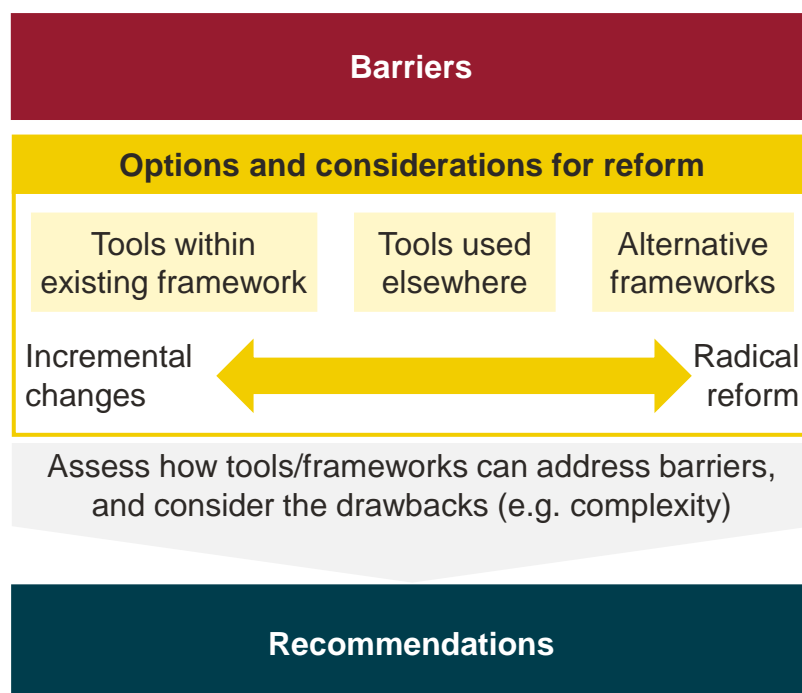 Barriers
Options and considerations for reform
Tools within
existing framework
Tools used
elsewhere
Alternative
frameworks
Incremental
changes
Radical
reform
Assess how tools/frameworks can address barriers,
and consider the drawbacks (e.g. complexity)
Recommendations